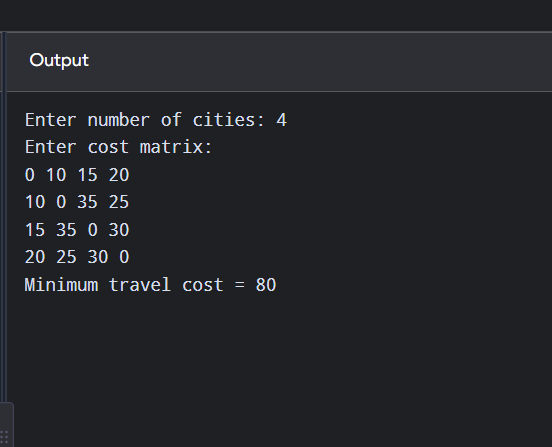 Output
Enter number of cities: 4
Enter cost matrix:
0 10 15 20
10 0 35 25
15 35 0 30
20 25 30 0
Minimum travel cost = 80